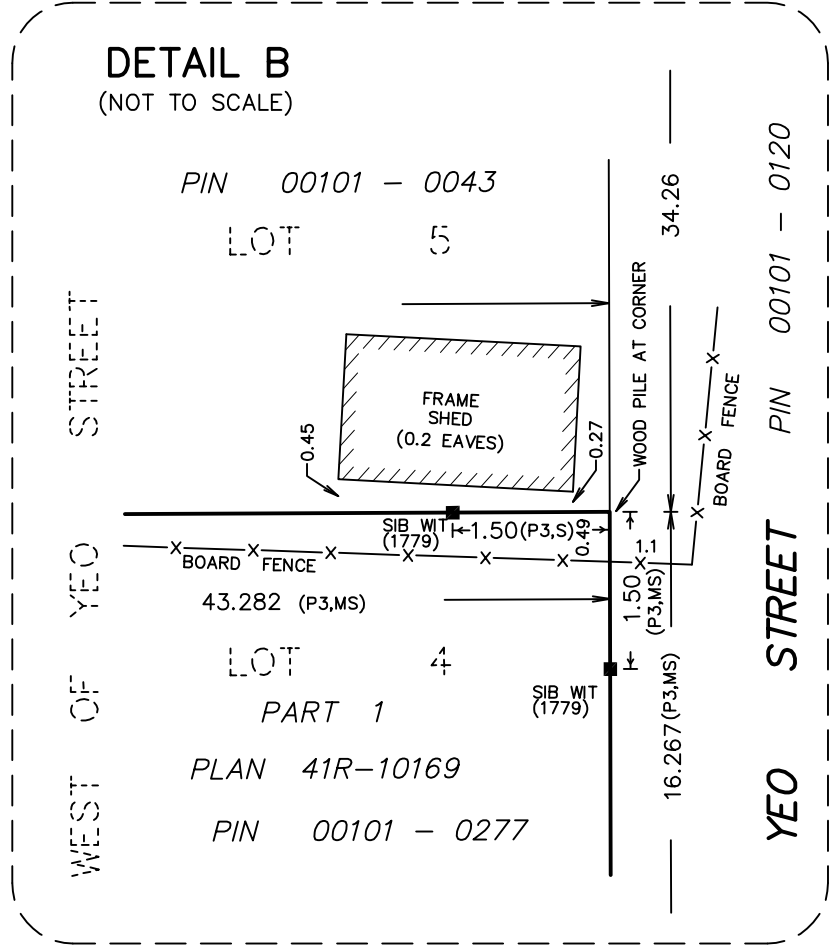 DETAIL B
(NOT TO SCALE)
PIN 00101 - 0043
LOT 5
34.26
PIN 00101 - 0120
WOOD PILE AT CORNER
FRAME
SHED
(0.2 EAVES)
0.45
0.27
BOARD FENCE
SIB WIT
(1779)
1.50(P3,S)
0.49
BOARD FENCE
1.1
1.50
(P3,MS)
43.282 (P3,MS)
LOT 4
SIB WIT
(1779)
16.267(P3,MS)
PART 1
PLAN 41R-10169
PIN 00101 - 0277
WEST OF YEO STREET
YEO STREET